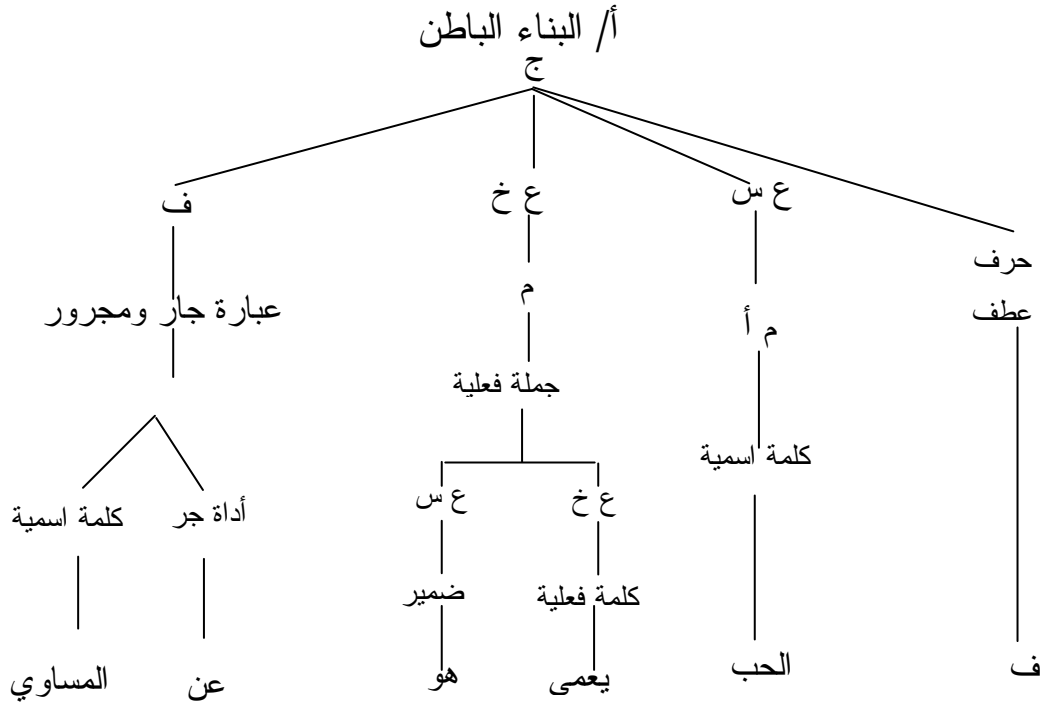 أ/ البناء الباطن
ج
حرف عطف
ع س
ع خ
ف
م أ
م
عبارة جار ومجرور
كلمة اسمية
جملة فعلية
ع خ
ع س
أداة جر
كلمة اسمية
كلمة فعلية
ضمير
ف
الحب
يعمى
هو
عن
المساوي